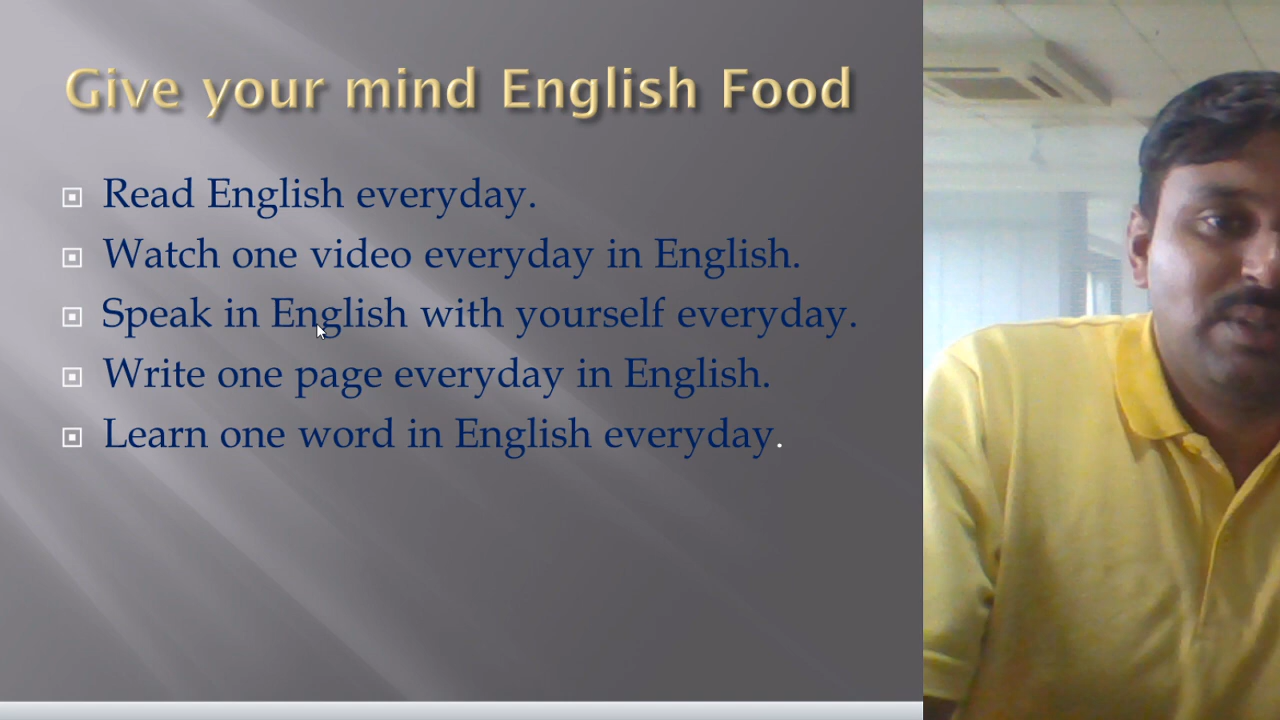 Give your mind English Food
Read English everyday.
Watch one video everyday in English.
Speak in English with yourself everyday.
Write one page everyday in English.
Learn one word in English everyday.